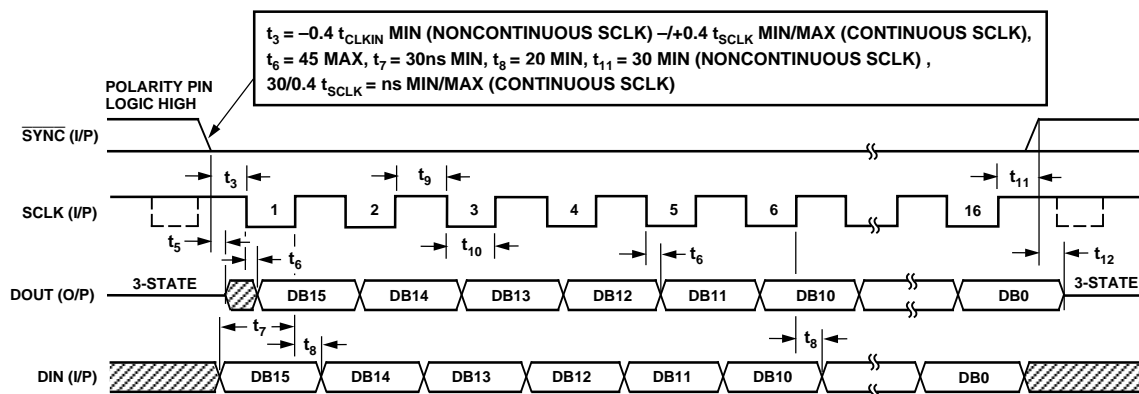 t3 = –0.4 tCLKIN MIN (NONCONTINUOUS SCLK) –/+0.4 tSCLK MIN/MAX (CONTINUOUS SCLK),
t6 = 45 MAX, t7 = 30ns MIN, t8 = 20 MIN, t11 = 30 MIN (NONCONTINUOUS SCLK) ,
30/0.4 tSCLK = ns MIN/MAX (CONTINUOUS SCLK)
POLARITY PIN
LOGIC HIGH
SYNC (I/P)
t3 t9 t11
SCLK (I/P) 1 2 3 4 5 6 16
t5 t6 t10 t6 t12
3-STATE 3-STATE
DOUT (O/P) DB15 DB14 DB13 DB12 DB11 DB10 DB0
t7 t8 t8
DIN (I/P) DB15 DB14 DB13 DB12 DB11 DB10 DB0